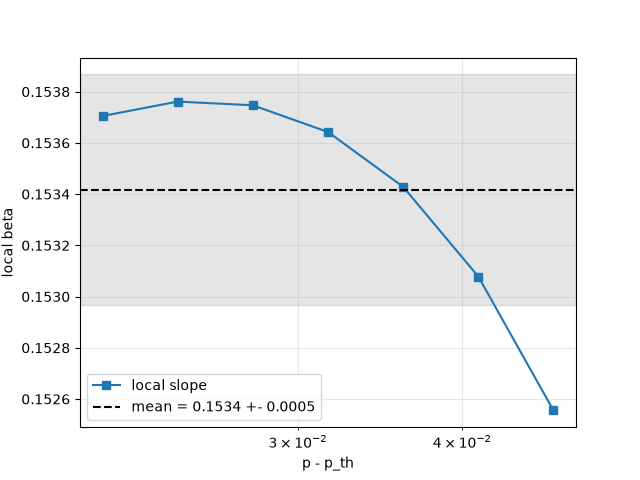 0.1538
0.1536
0.1534
0.1532
0.1530
0.1528
0.1526
local beta
local slope
mean = 0.1534 +- 0.0005
3 × 10⁻²
4 × 10⁻²
p - p_th